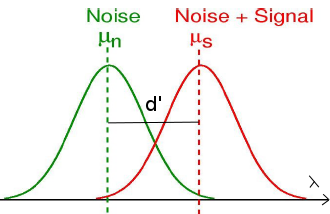 Noise Noise + Signal
μn μs
d'
λ